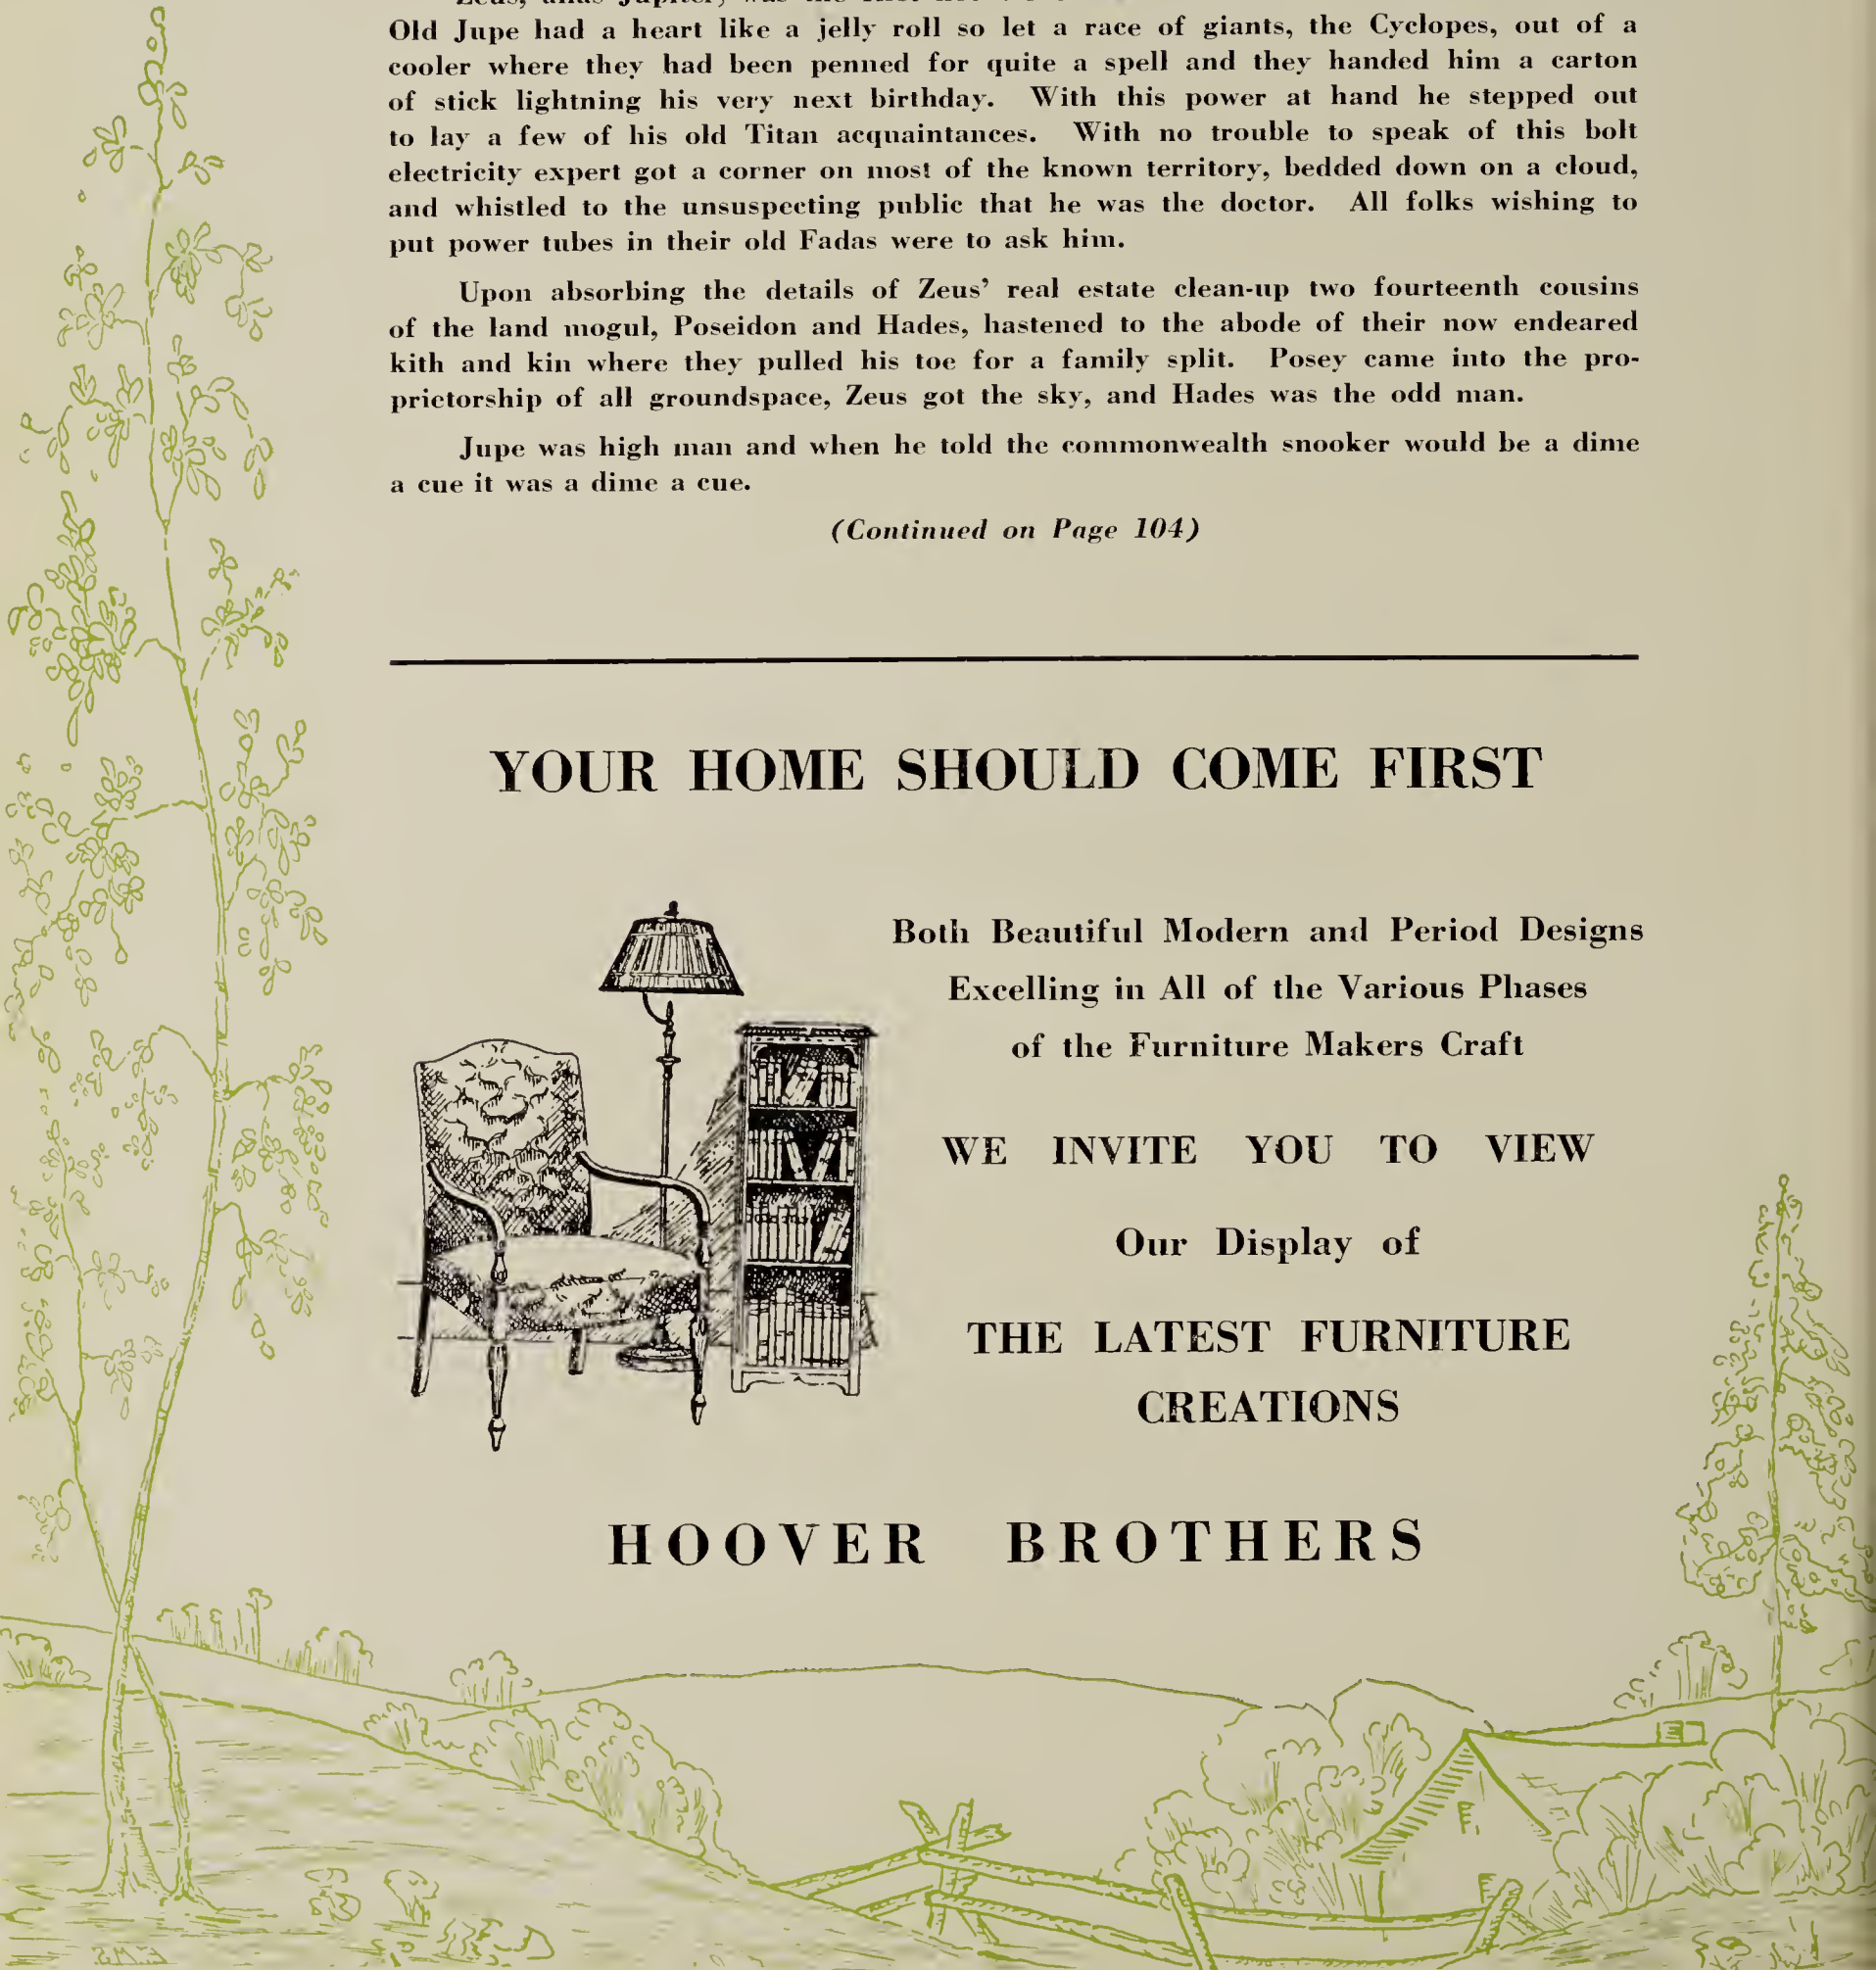 Old Jupe had a heart like a jelly roll so let a race of giants, the Cyclopes, out of a
cooler where they had been penned for quite a spell and they handed him a carton
of stick lightning his very next birthday. With this power at hand he stepped out
to lay a few of his old Titan acquaintances. With no trouble to speak of this bolt
electricity expert got a corner on most of the known territory, bedded down on a cloud,
and whistled to the unsuspecting public that he was the doctor. All folks wishing to
put power tubes in their old Fadas were to ask him.
Upon absorbing the details of Zeus' real estate clean-up two fourteenth cousins
of the land mogul, Poseidon and Hades, hastened to the abode of their now endeared
kith and kin where they pulled his toe for a family split. Posey came into the pro-
prietorship of all groundspace, Zeus got the sky, and Hades was the odd man.
Jupe was high man and when he told the commonwealth snooker would be a dime
a cue it was a dime a cue.
(Continued on Page 104)
YOUR HOME SHOULD COME FIRST
Both Beautiful Modern and Period Designs
Excelling in All of the Various Phases
of the Furniture Makers Craft
WE INVITE YOU TO VIEW
Our Display of
THE LATEST FURNITURE
CREATIONS
HOOVER BROTHERS